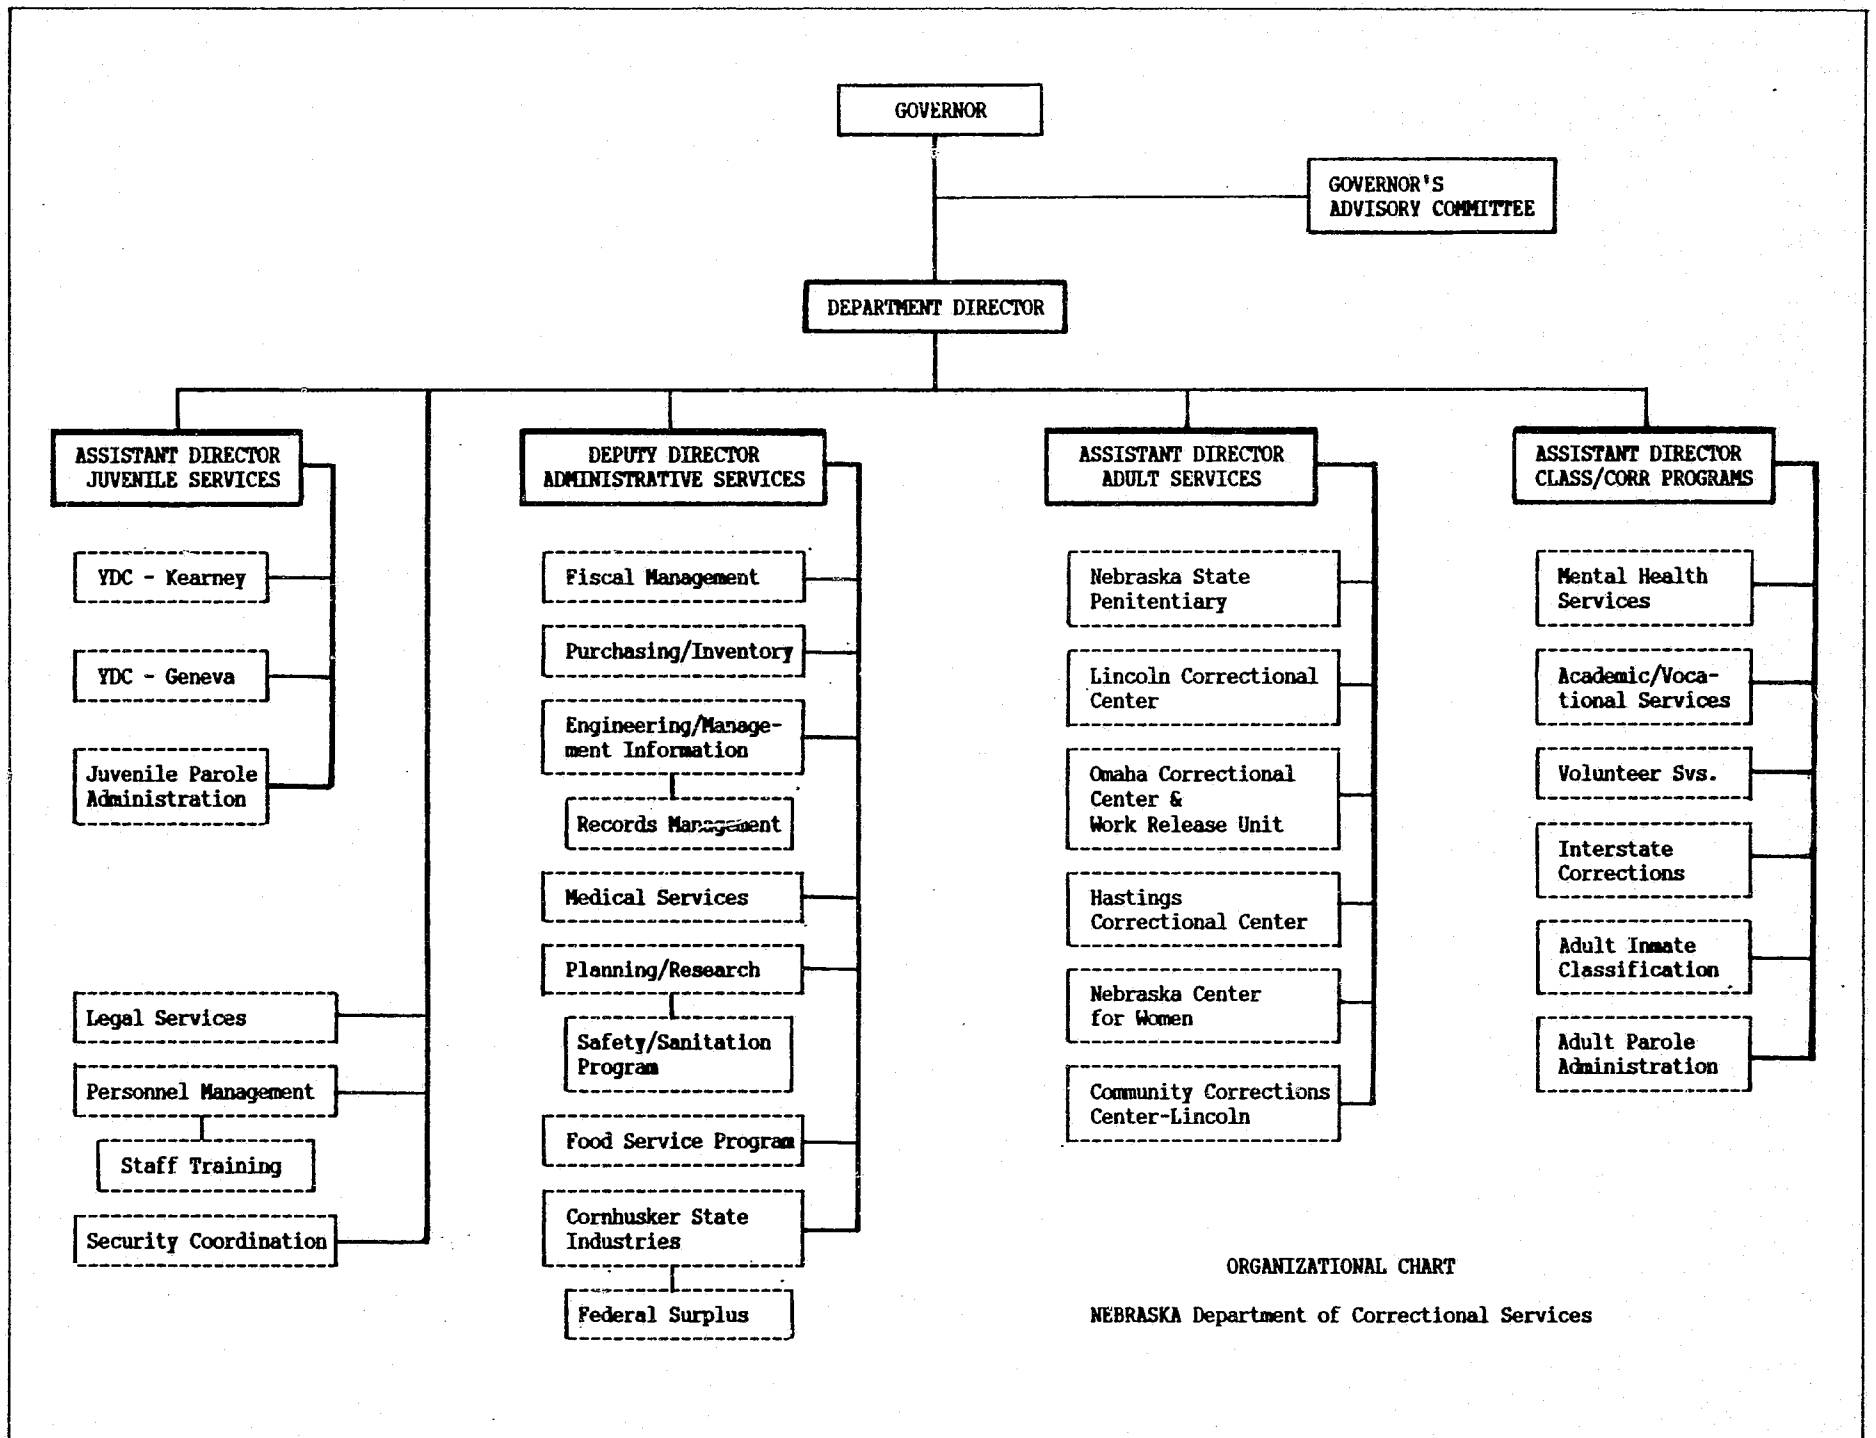 GOVERNOR
GOVERNOR'S
ADVISORY COMMITTEE
DEPARTMENT DIRECTOR
ASSISTANT DIRECTOR
JUVENILE SERVICES
YDC - Kearney
YDC - Geneva
Juvenile Parole
Administration
Legal Services
Personnel Management
Staff Training
Security Coordination
DEPUTY DIRECTOR
ADMINISTRATIVE SERVICES
Fiscal Management
Purchasing/Inventory
Engineering/Manage-
ment Information
Records Management
Medical Services
Planning/Research
Safety/Sanitation
Program
Food Service Program
Cornhusker State
Industries
Federal Surplus
ASSISTANT DIRECTOR
ADULT SERVICES
Nebraska State
Penitentiary
Lincoln Correctional
Center
Omaha Correctional
Center &
Work Release Unit
Hastings
Correctional Center
Nebraska Center
for Women
Community Corrections
Center-Lincoln
ASSISTANT DIRECTOR
CLASS/CORR PROGRAMS
Mental Health
Services
Academic/Voca-
tional Services
Volunteer Svs.
Interstate
Corrections
Adult Inmate
Classification
Adult Parole
Administration
ORGANIZATIONAL CHART
NEBRASKA Department of Correctional Services